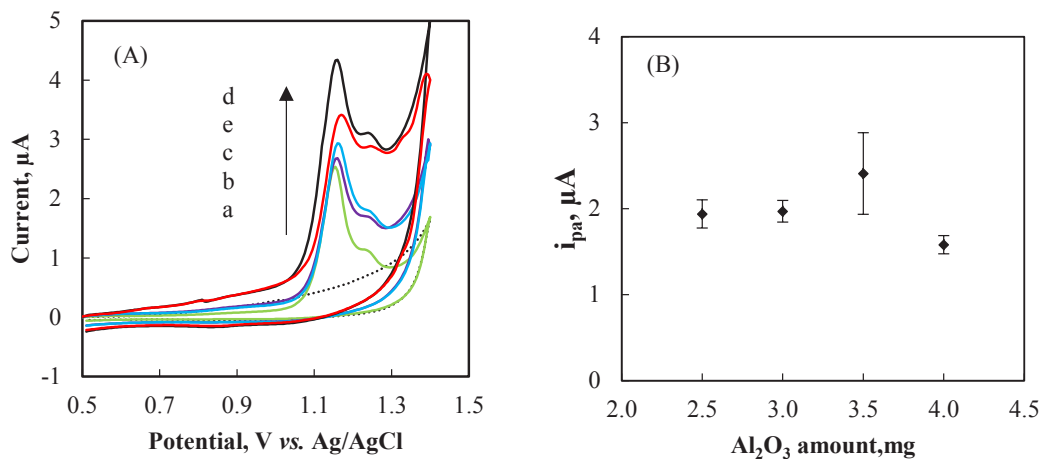 (A)
5
4
3
2
1
0
-1
d
e
c
b
a
Current, µA
0.5 0.7 0.9 1.1 1.3 1.5
Potential, V vs. Ag/AgCl
(B)
4
3
2
1
0
i_pa, µA
2.0 2.5 3.0 3.5 4.0 4.5
Al₂O₃ amount,mg